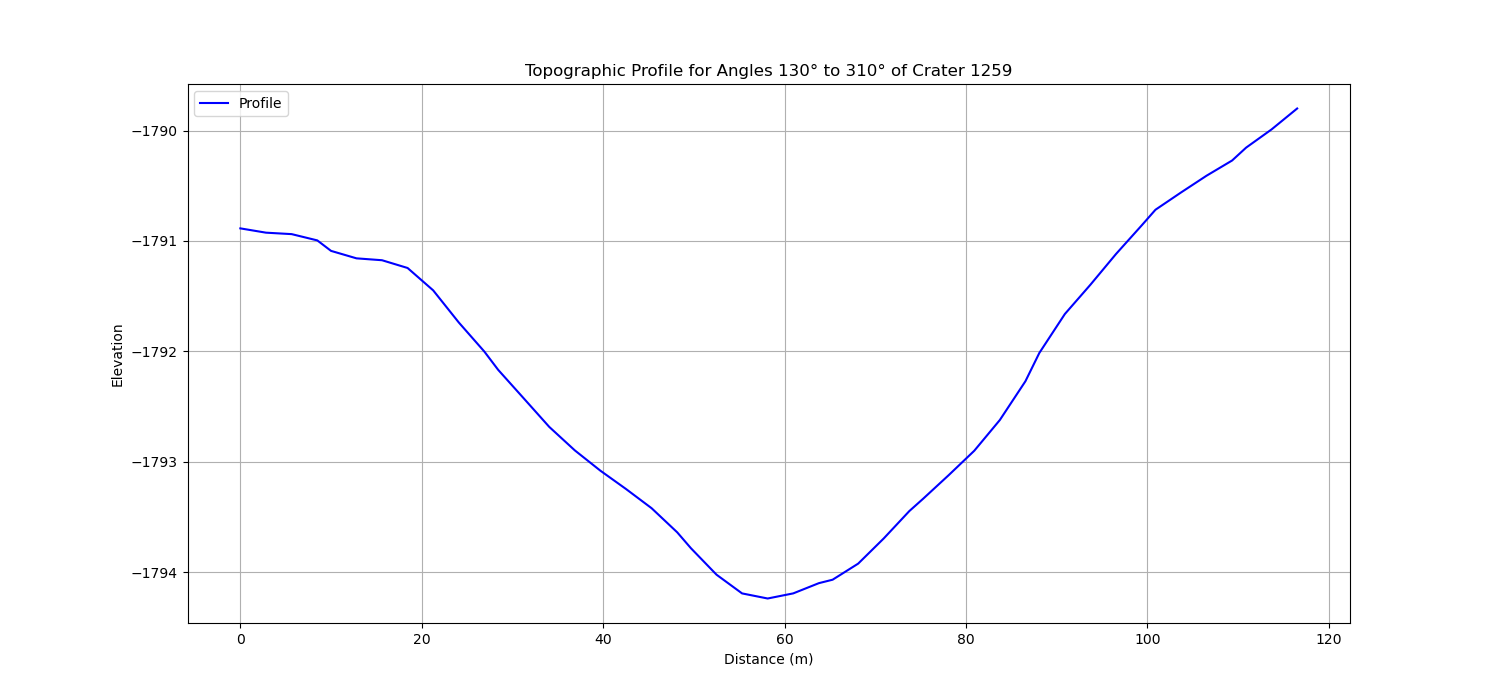 Topographic Profile for Angles 130° to 310° of Crater 1259
Profile
−1790
−1791
−1792
−1793
−1794
Elevation
0 20 40 60 80 100 120
Distance (m)